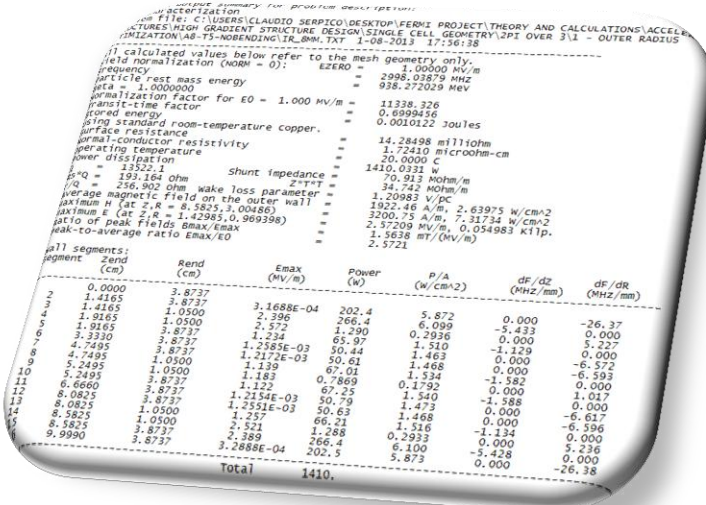 output summary for problem description:
aracterization
om file: C:\USERS\CLAUDIO SERPICO\DESKTOP\FERMI PROJECT\THEORY AND CALCULATIONS\ACCELE
UCTURES\HIGH GRADIENT STRUCTURE DESIGN\SINGLE CELL GEOMETRY\2PI OVER 3\1 - OUTER RADIUS
TIMIZATION\A8-T5-NOBENDING\IR_8MM.TXT 1-08-2013 17:56:38
ll calculated values below refer to the mesh geometry only.
ield normalization (NORM = 0): EZERO = 1.00000 MV/m
requency = 2998.03879 MHz
article rest mass energy = 938.272029 MeV
eta = 1.0000000
ormalization factor for E0 = 1.000 MV/m = 11338.326
ransit-time factor = 0.6999456
tored energy = 0.0010122 Joules
sing standard room-temperature copper.
urface resistance = 14.28498 milliOhm
ormal-conductor resistivity = 1.72410 microOhm-cm
perating temperature = 20.0000 C
ower dissipation = 1410.0331 W
= 13522.1 Shunt impedance = 70.913 MOhm/m
s*Q = 193.164 Ohm Z*T*T = 34.742 MOhm/m
/Q = 256.902 Ohm Wake loss parameter = 1.20983 V/pC
verage magnetic field on the outer wall = 1922.46 A/m, 2.63975 W/cm^2
aximum H (at Z,R = 8.5825,3.00486) = 3200.75 A/m, 7.31734 W/cm^2
aximum E (at Z,R = 1.42985,0.969398) = 2.57209 MV/m, 0.054983 Kilp.
atio of peak fields Bmax/Emax = 1.5638 mT/(MV/m)
eak-to-average ratio Emax/E0 = 2.5721
all segments:
egment Zend Rend Emax Power P/A dF/dZ dF/dR
(cm) (cm) (MV/m) (W) (W/cm^2) (MHz/mm) (MHz/mm)
0.0000 3.8737
2 1.4165 3.8737 3.1688E-04 202.4 5.872 0.000 -26.37
3 1.4165 1.0500 2.396 266.4 6.099 -5.433 0.000
4 1.9165 1.0500 2.572 1.290 0.2936 0.000 5.227
5 1.9165 3.8737 1.234 65.97 1.510 -1.129 0.000
6 3.3330 3.8737 1.2585E-03 50.44 1.463 0.000 -6.572
7 4.7495 3.8737 1.2172E-03 50.61 1.468 0.000 -6.593
8 4.7495 1.0500 1.139 67.01 1.534 -1.582 0.000
9 5.2495 1.0500 1.183 0.7869 0.1792 0.000 1.017
10 5.2495 3.8737 1.122 67.25 1.540 -1.588 0.000
11 6.6660 3.8737 1.2154E-03 50.79 1.473 0.000 -6.617
12 8.0825 3.8737 1.2551E-03 50.63 1.468 0.000 -6.596
13 8.0825 1.0500 1.257 66.21 1.516 -1.134 0.000
8.5825 1.0500 2.521 1.288 0.2933 0.000 5.236
8.5825 3.8737 2.389 266.4 6.100 -5.428 0.000
9.9990 3.8737 3.2888E-04 202.5 5.873 0.000 -26.38
Total 1410.